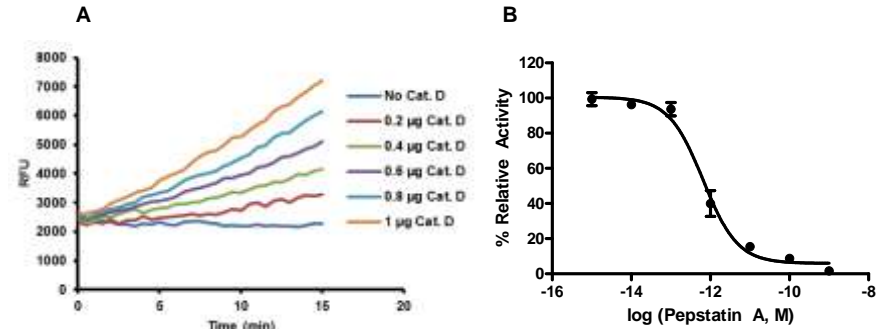 A
8000
7000
6000
5000
4000
3000
2000
1000
0
RFU
0 5 10 15 20
Time (min)
No Cat. D
0.2 µg Cat. D
0.4 µg Cat. D
0.6 µg Cat. D
0.8 µg Cat. D
1 µg Cat. D
B
120
100
80
60
40
20
0
% Relative Activity
-16 -14 -12 -10 -8
log (Pepstatin A, M)